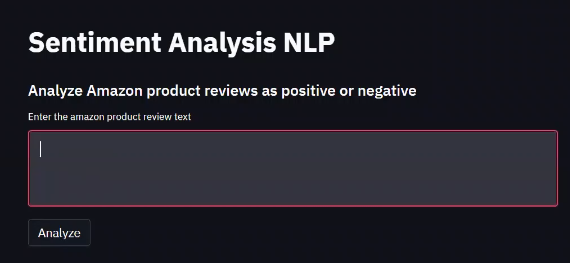 Sentiment Analysis NLP
Analyze Amazon product reviews as positive or negative
Enter the amazon product review text
Analyze